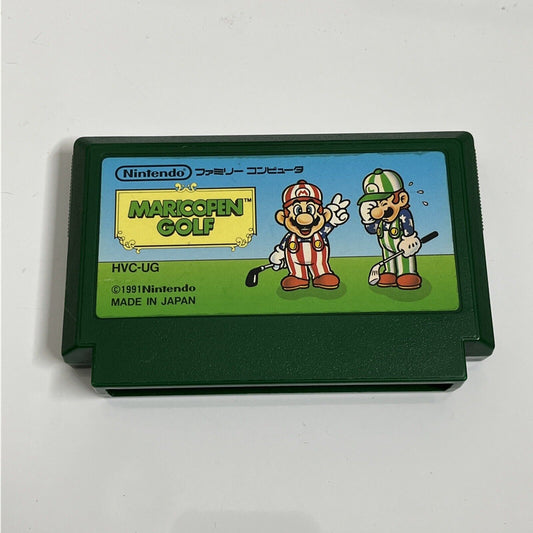 Nintendo ファミリー コンピュータ
MARIOOPEN™
GOLF
HVC-UG
©1991 Nintendo
MADE IN JAPAN
M
L